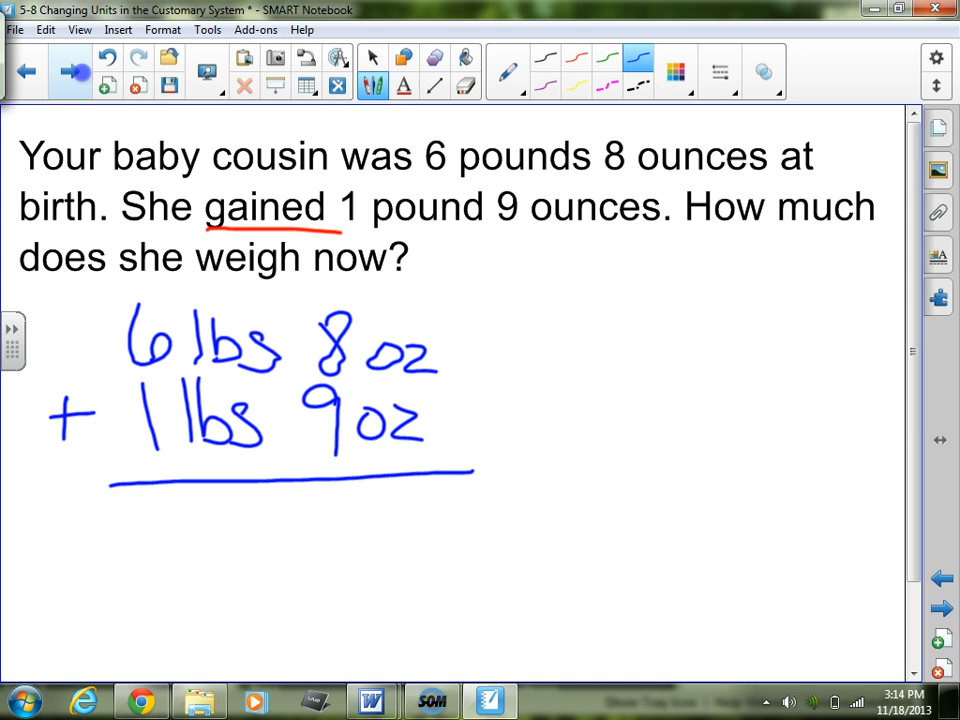 5-8 Changing Units in the Customary System * - SMART Notebook
File Edit View Insert Format Tools Add-ons Help
Your baby cousin was 6 pounds 8 ounces at
birth. She gained 1 pound 9 ounces. How much
does she weigh now?
6 lbs 8 oz
+ 1 lbs 9 oz
SOM
3:14 PM
11/18/2013